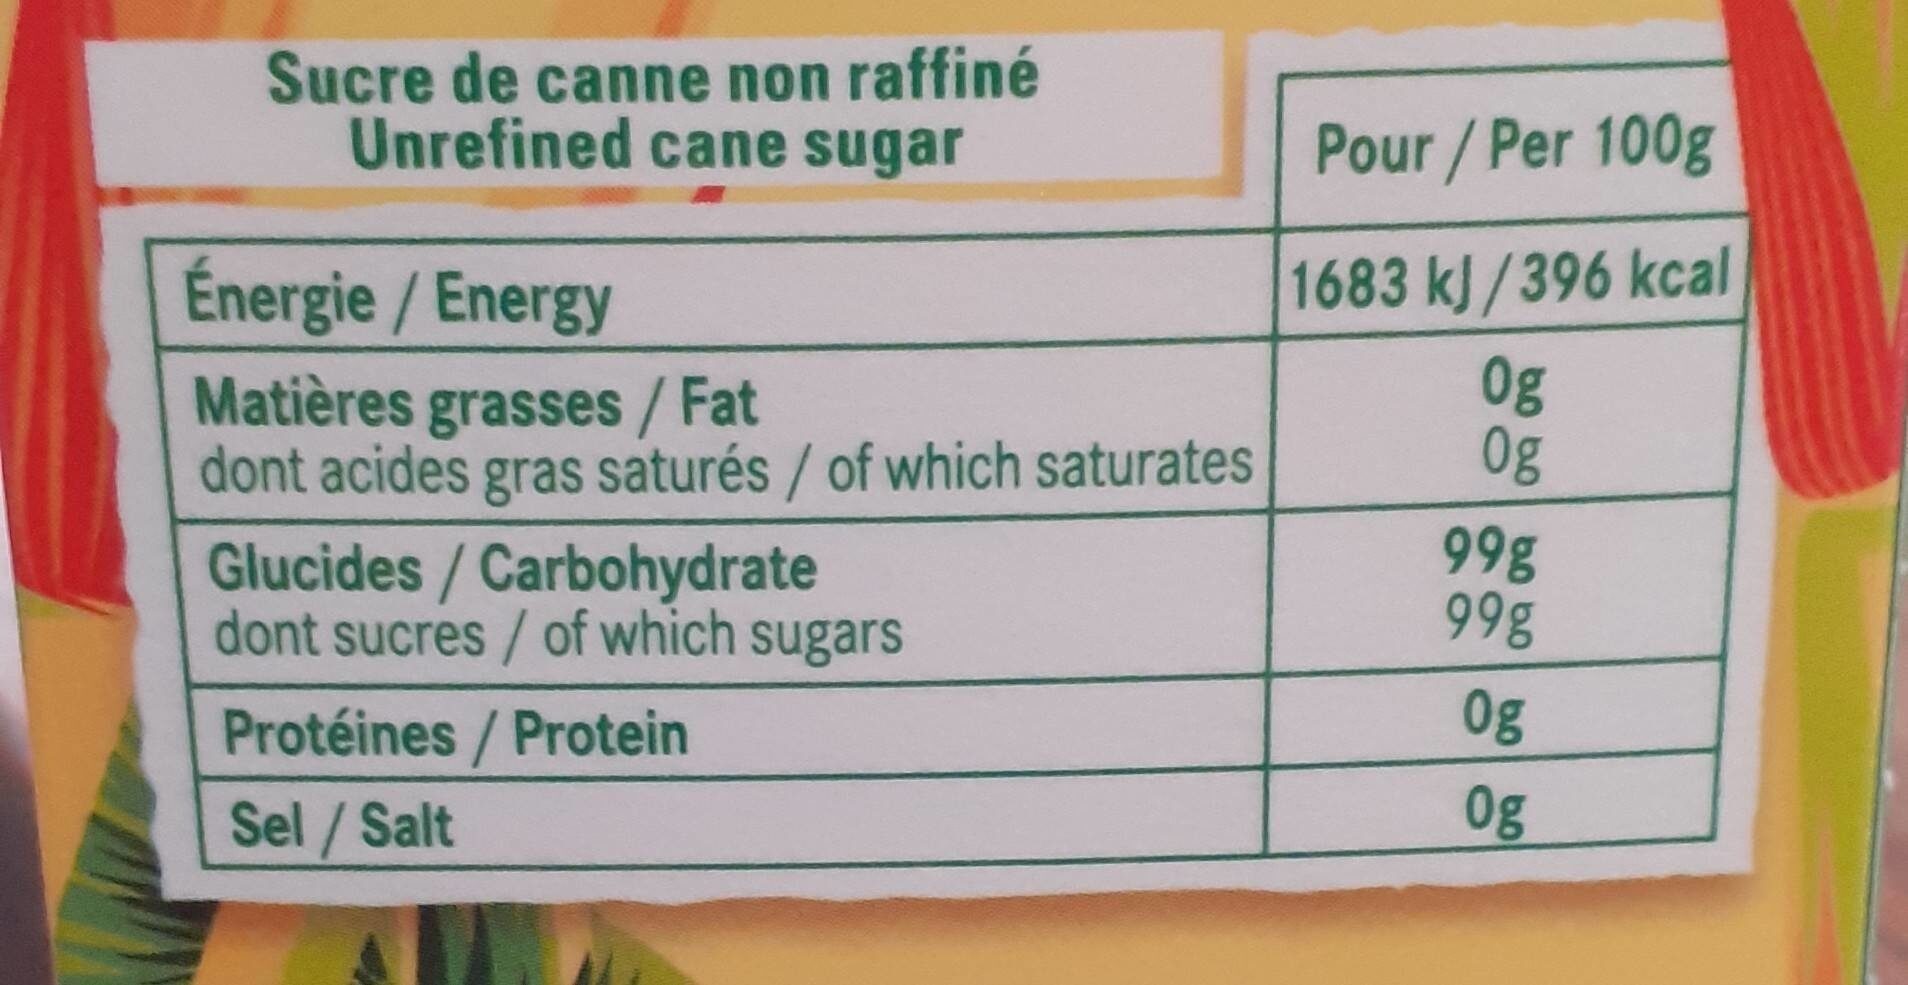 Sucre de canne non raffiné
Unrefined cane sugar
Pour / Per 100g
Énergie / Energy 1683 kJ / 396 kcal
Matières grasses / Fat 0g
dont acides gras saturés / of which saturates 0g
Glucides / Carbohydrate 99g
dont sucres / of which sugars 99g
Protéines / Protein 0g
Sel / Salt 0g